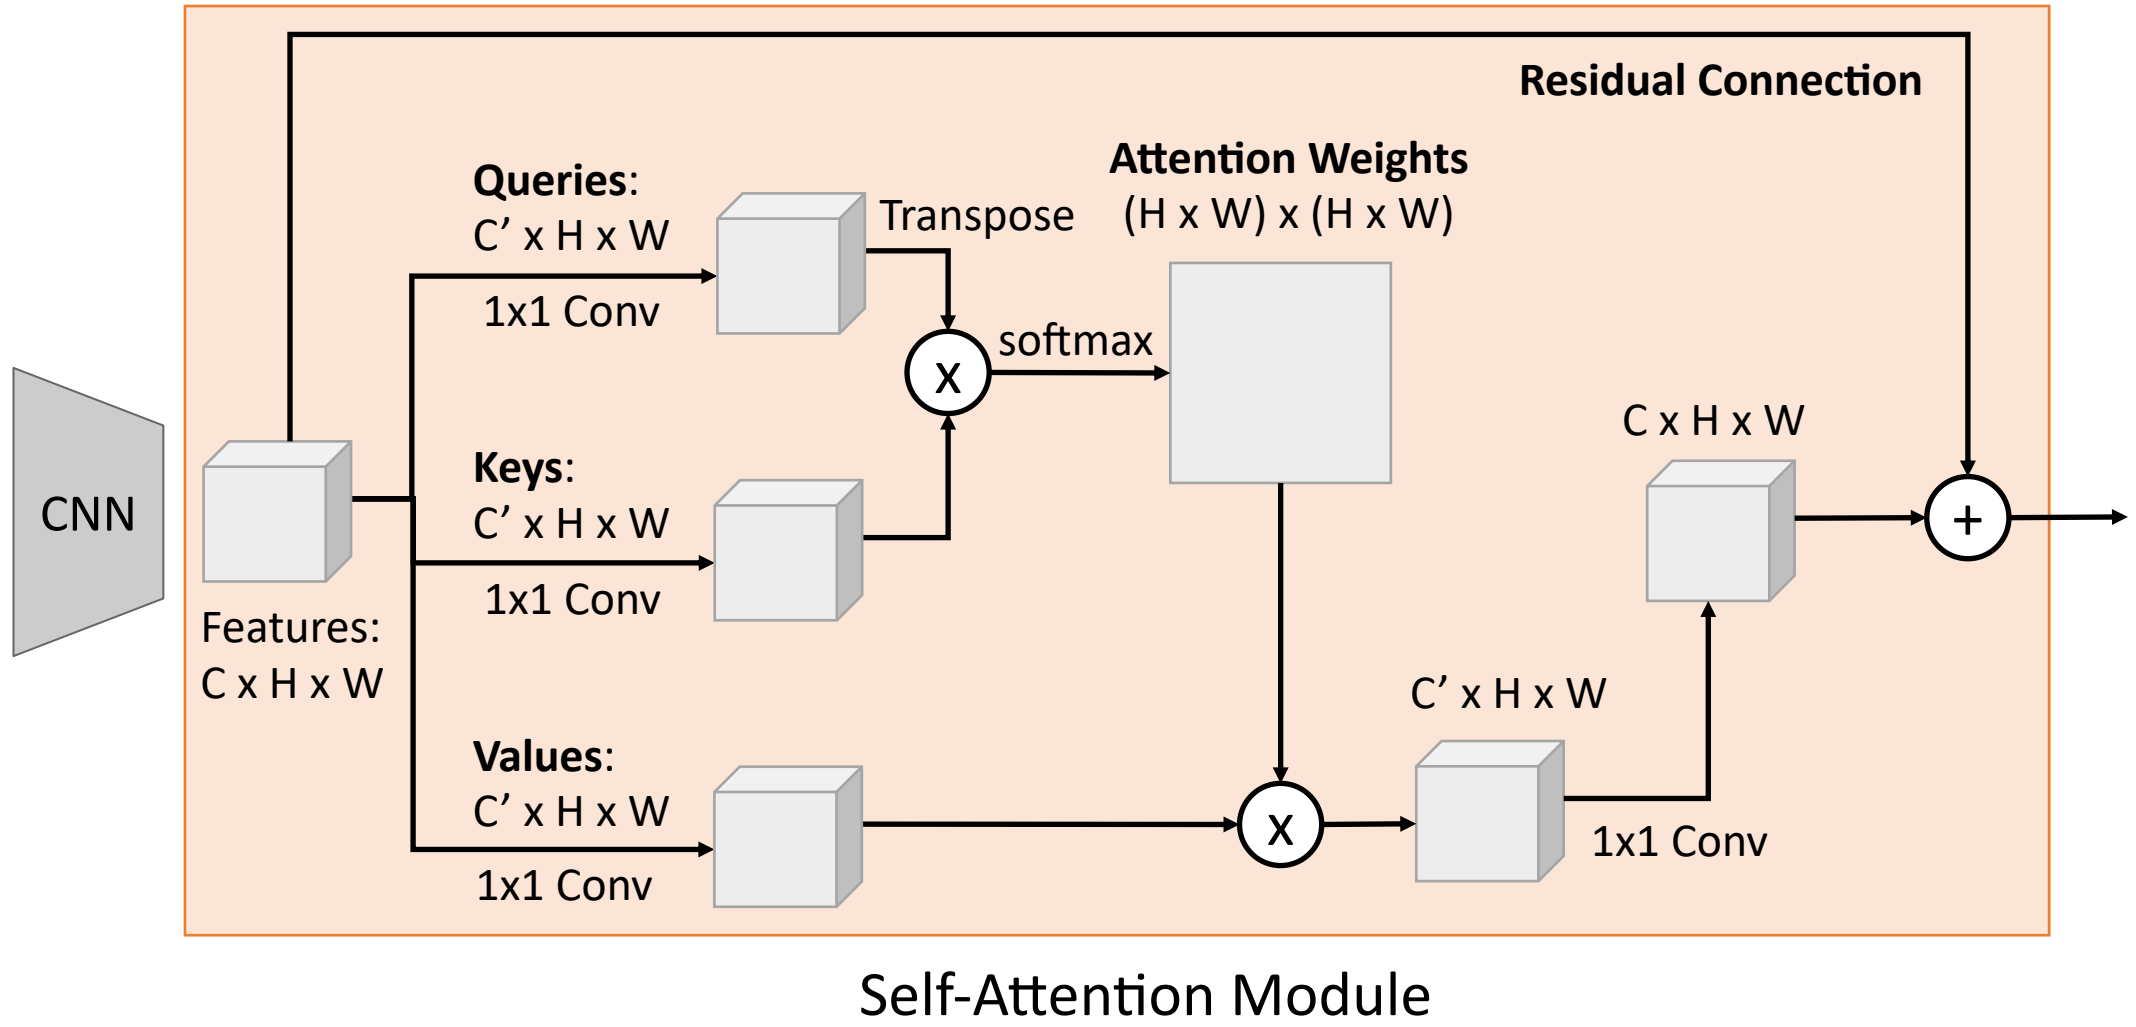 Residual Connection
Attention Weights
(H x W) x (H x W)
Queries:
C’ x H x W
1x1 Conv
Transpose
x
softmax
CNN
Features:
C x H x W
Keys:
C’ x H x W
1x1 Conv
Values:
C’ x H x W
1x1 Conv
x
C’ x H x W
1x1 Conv
C x H x W
+
Self-Attention Module